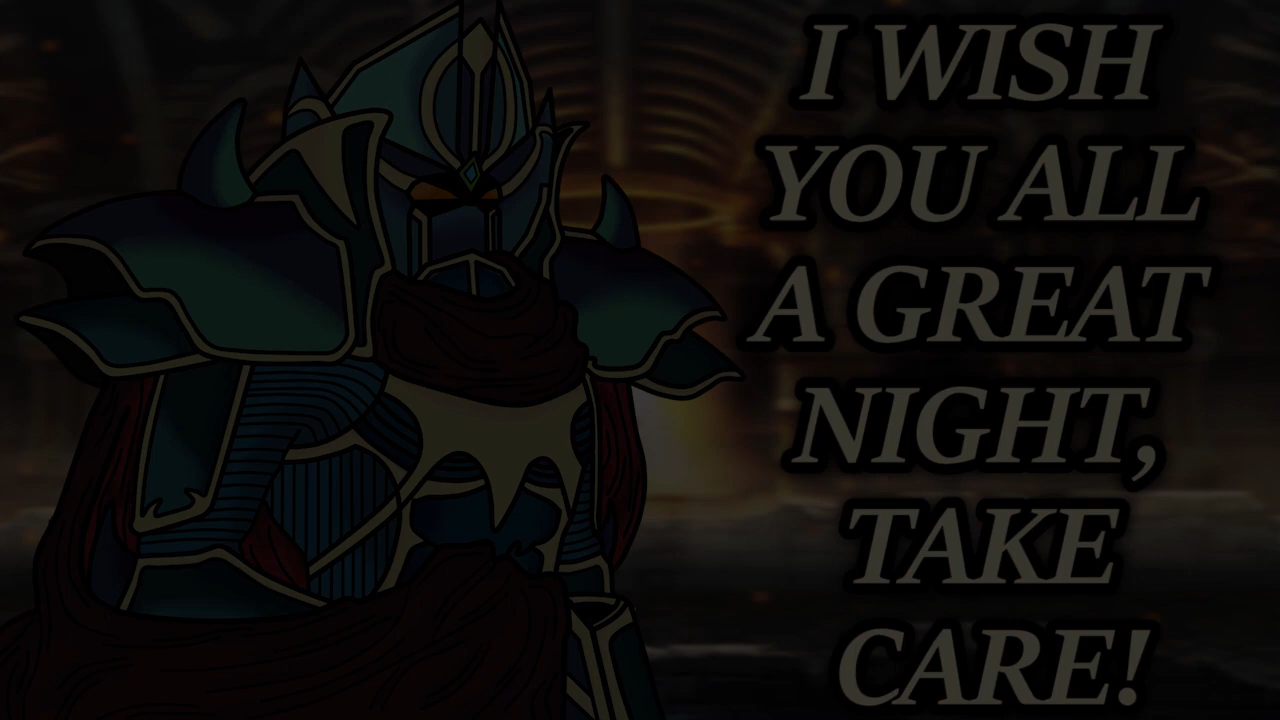 I WISH
YOU ALL
A GREAT
NIGHT,
TAKE
CARE!